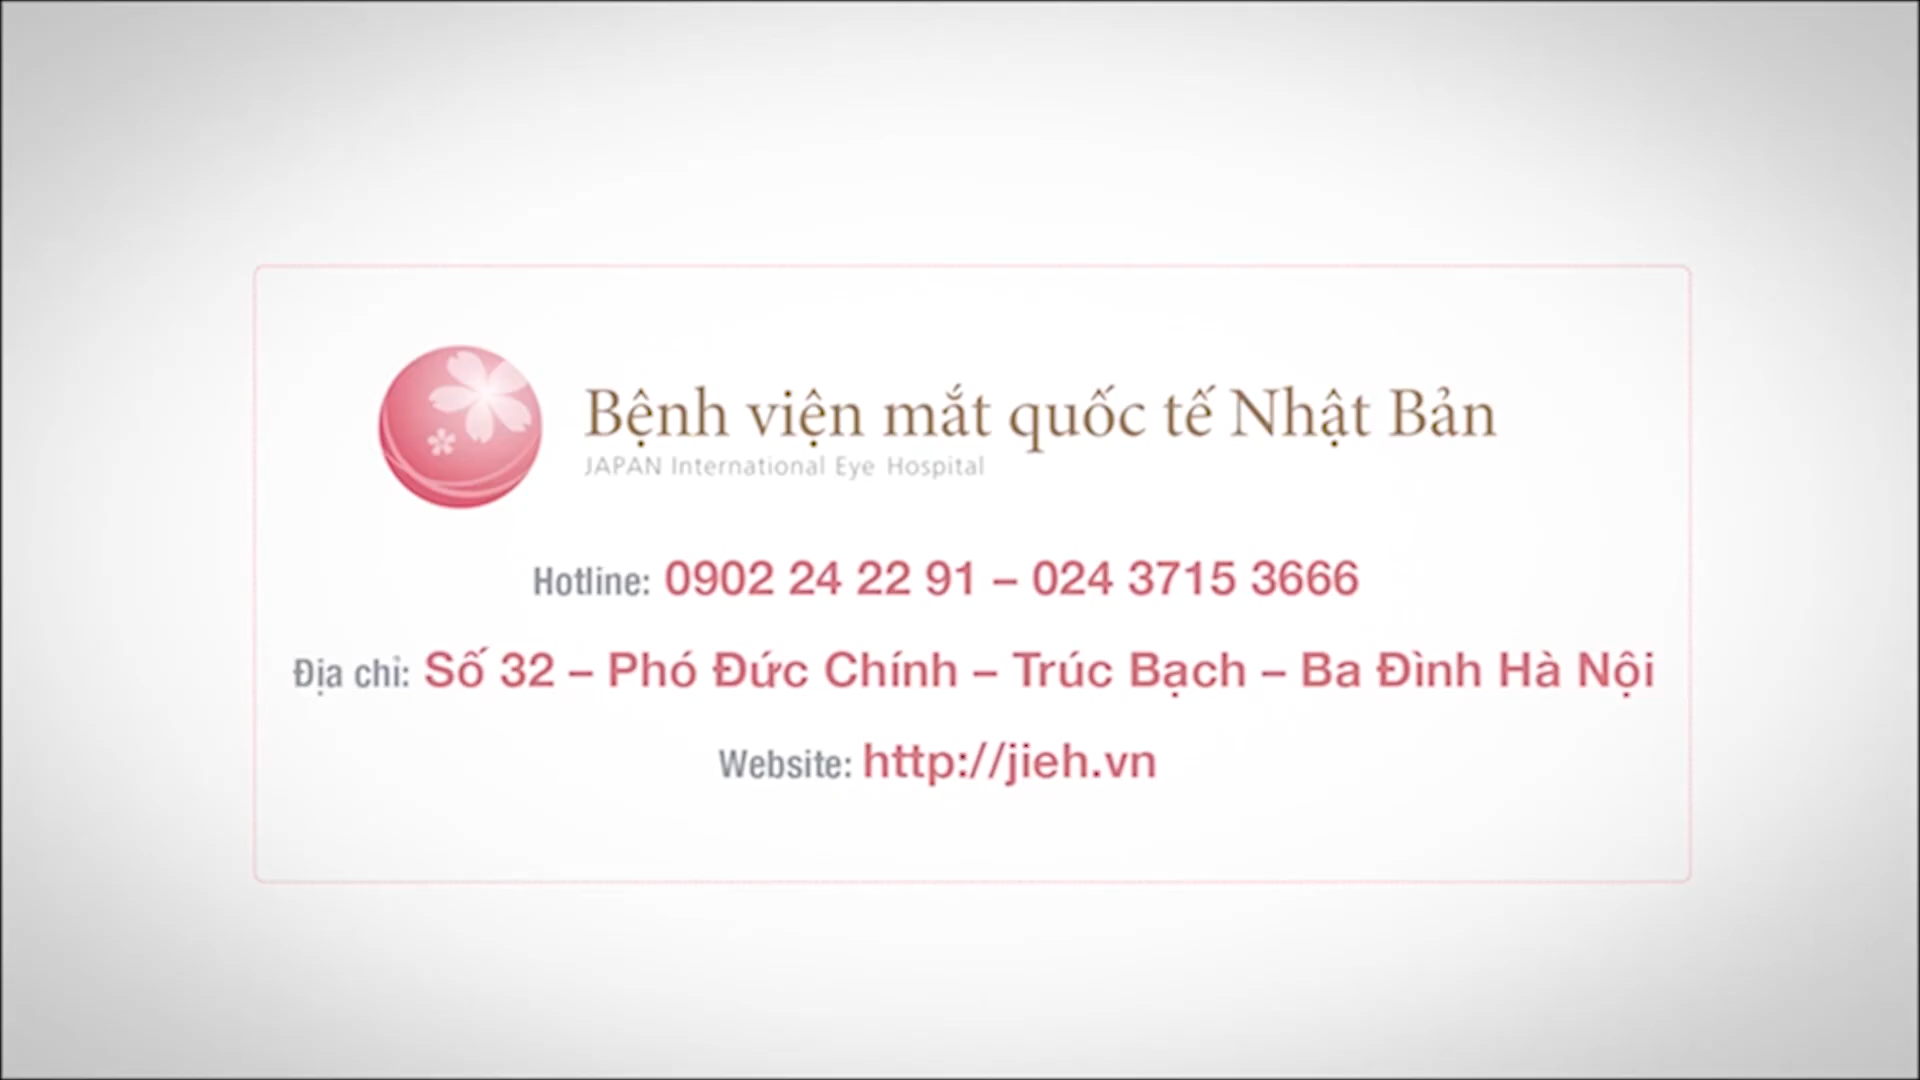 Bệnh viện mắt quốc tế Nhật Bản
JAPAN International Eye Hospital
Hotline: 0902 24 22 91 – 024 3715 3666
Địa chỉ: Số 32 – Phó Đức Chính – Trúc Bạch – Ba Đình Hà Nội
Website: http://jieh.vn